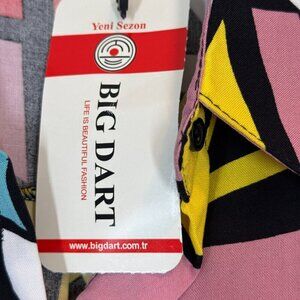 Yeni Sezon
BIG DART
LIFE IS BEAUTIFUL FASHION
www.bigdart.com.tr